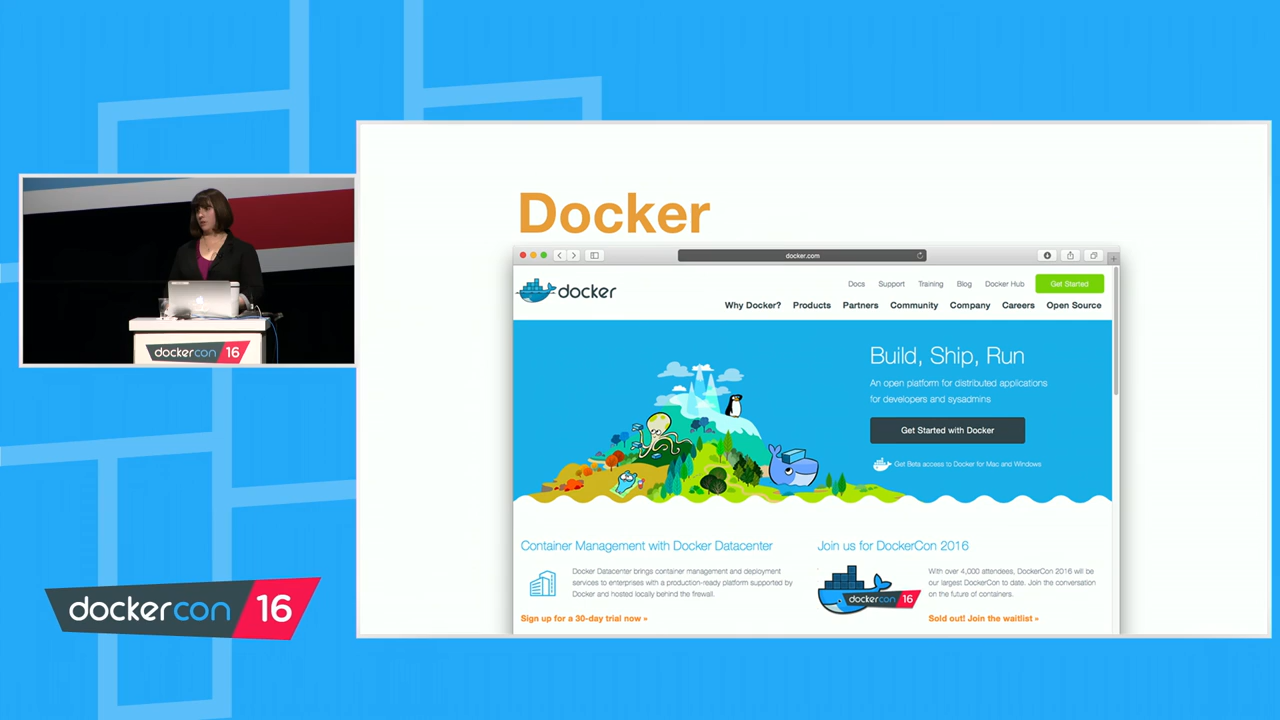 Docker
docker.com
docker
Docs Support Training Blog Docker Hub Get Started
Why Docker? Products Partners Community Company Careers Open Source
Build, Ship, Run
An open platform for distributed applications
for developers and sysadmins
Get Started with Docker
Get Beta access to Docker for Mac and Windows
Container Management with Docker Datacenter
Docker Datacenter brings container management and deployment
services to enterprises with a production-ready platform supported by
Docker and hosted locally behind the firewall.
Sign up for a 30-day trial now »
Join us for DockerCon 2016
With over 4,000 attendees, DockerCon 2016 will be
our largest DockerCon to date. Join the conversation
on the future of containers.
dockercon 16
Sold out! Join the waitlist »
dockercon 16
dockercon 16